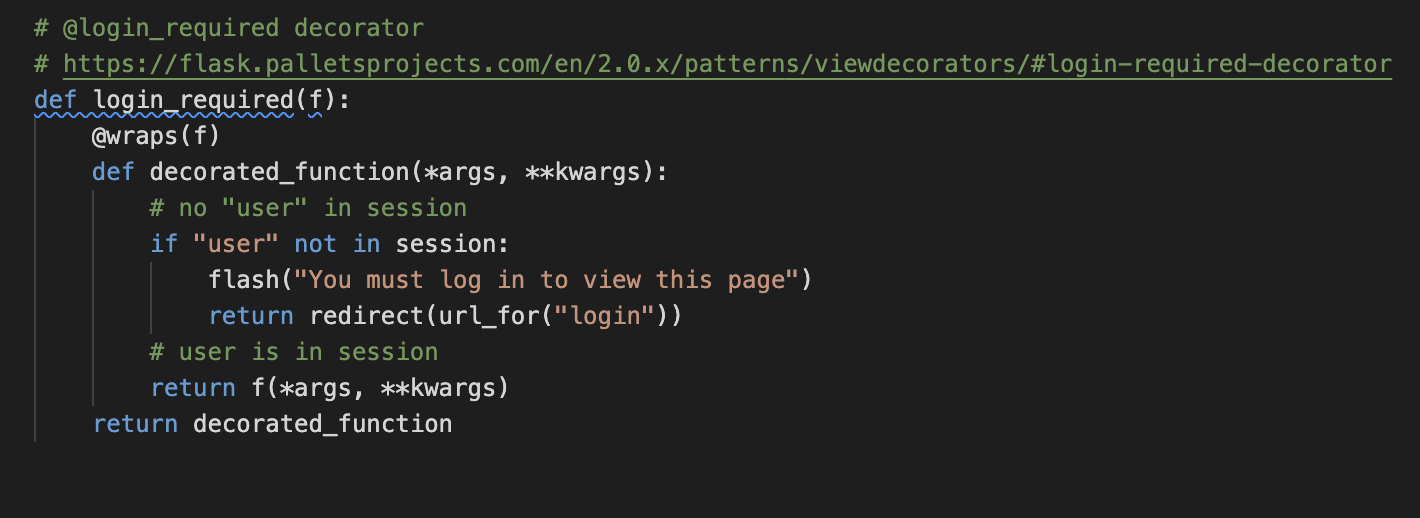 # @login_required decorator
# https://flask.palletsprojects.com/en/2.0.x/patterns/viewdecorators/#login-required-decorator
def login_required(f):
    @wraps(f)
    def decorated_function(*args, **kwargs):
        # no "user" in session
        if "user" not in session:
            flash("You must log in to view this page")
            return redirect(url_for("login"))
        # user is in session
        return f(*args, **kwargs)
    return decorated_function